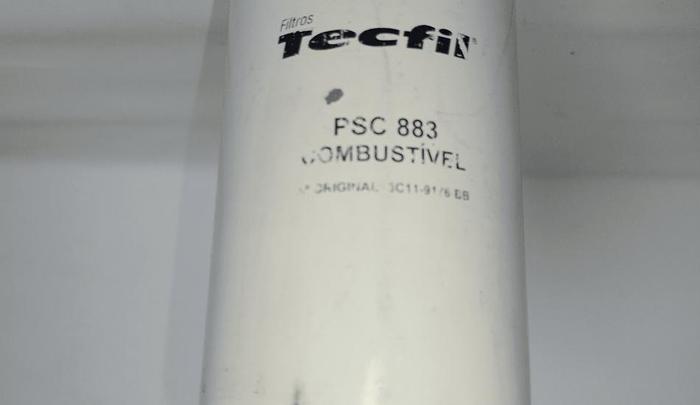 Filtros
Tecfil
PSC 883
COMBUSTÍVEL
ORIGINAL